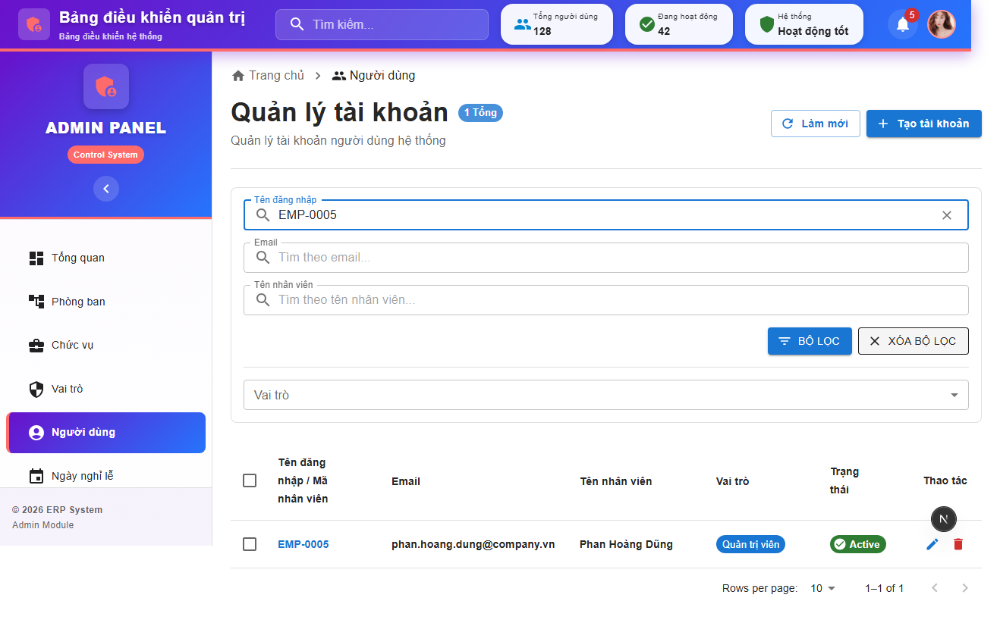 Bảng điều khiển quản trị
Bảng điều khiển hệ thống
Tìm kiếm...
Tổng người dùng
128
Đang hoạt động
42
Hệ thống
Hoạt động tốt
5
ADMIN PANEL
Control System
Tổng quan
Phòng ban
Chức vụ
Vai trò
Người dùng
Ngày nghỉ lễ
© 2026 ERP System
Admin Module
Trang chủ
Người dùng
Quản lý tài khoản
1 Tổng
Quản lý tài khoản người dùng hệ thống
Làm mới
Tạo tài khoản
Tên đăng nhập
EMP-0005
Email
Tìm theo email...
Tên nhân viên
Tìm theo tên nhân viên...
BỘ LỌC
XÓA BỘ LỌC
Vai trò
Tên đăng
nhập / Mã
nhân viên
Email
Tên nhân viên
Vai trò
Trạng
thái
Thao tác
N
EMP-0005
phan.hoang.dung@company.vn
Phan Hoàng Dũng
Quản trị viên
Active
Rows per page:
10
1–1 of 1